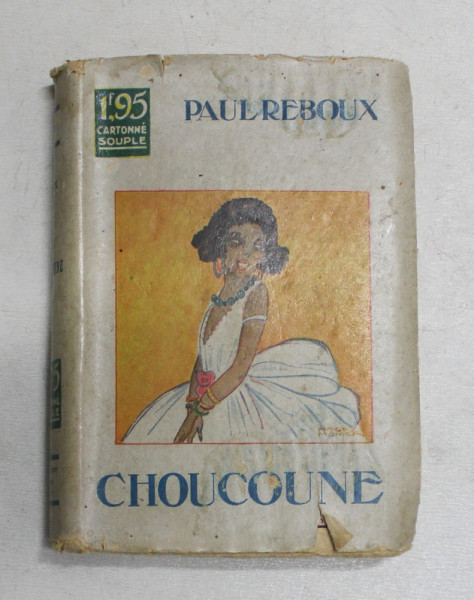 1F,95
CARTONNÉ
SOUPLE
PAUL REBOUX
CHOUCOUNE